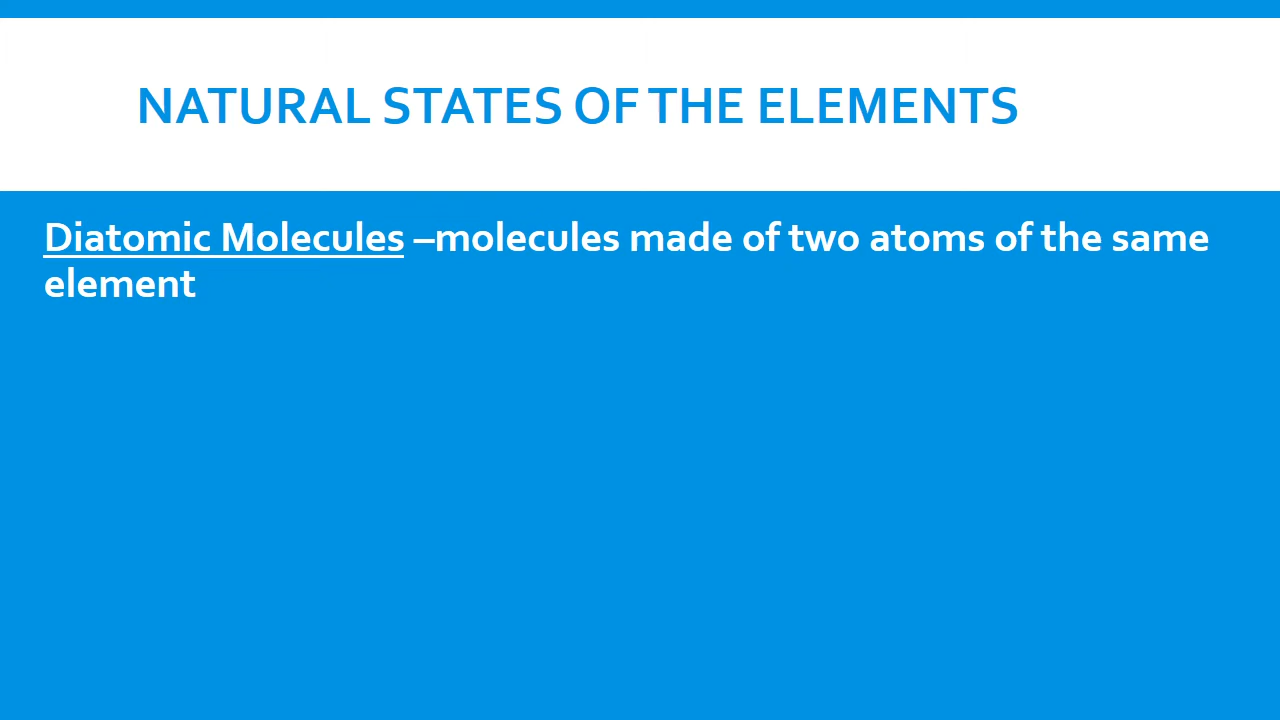 NATURAL STATES OF THE ELEMENTS
Diatomic Molecules –molecules made of two atoms of the same
element